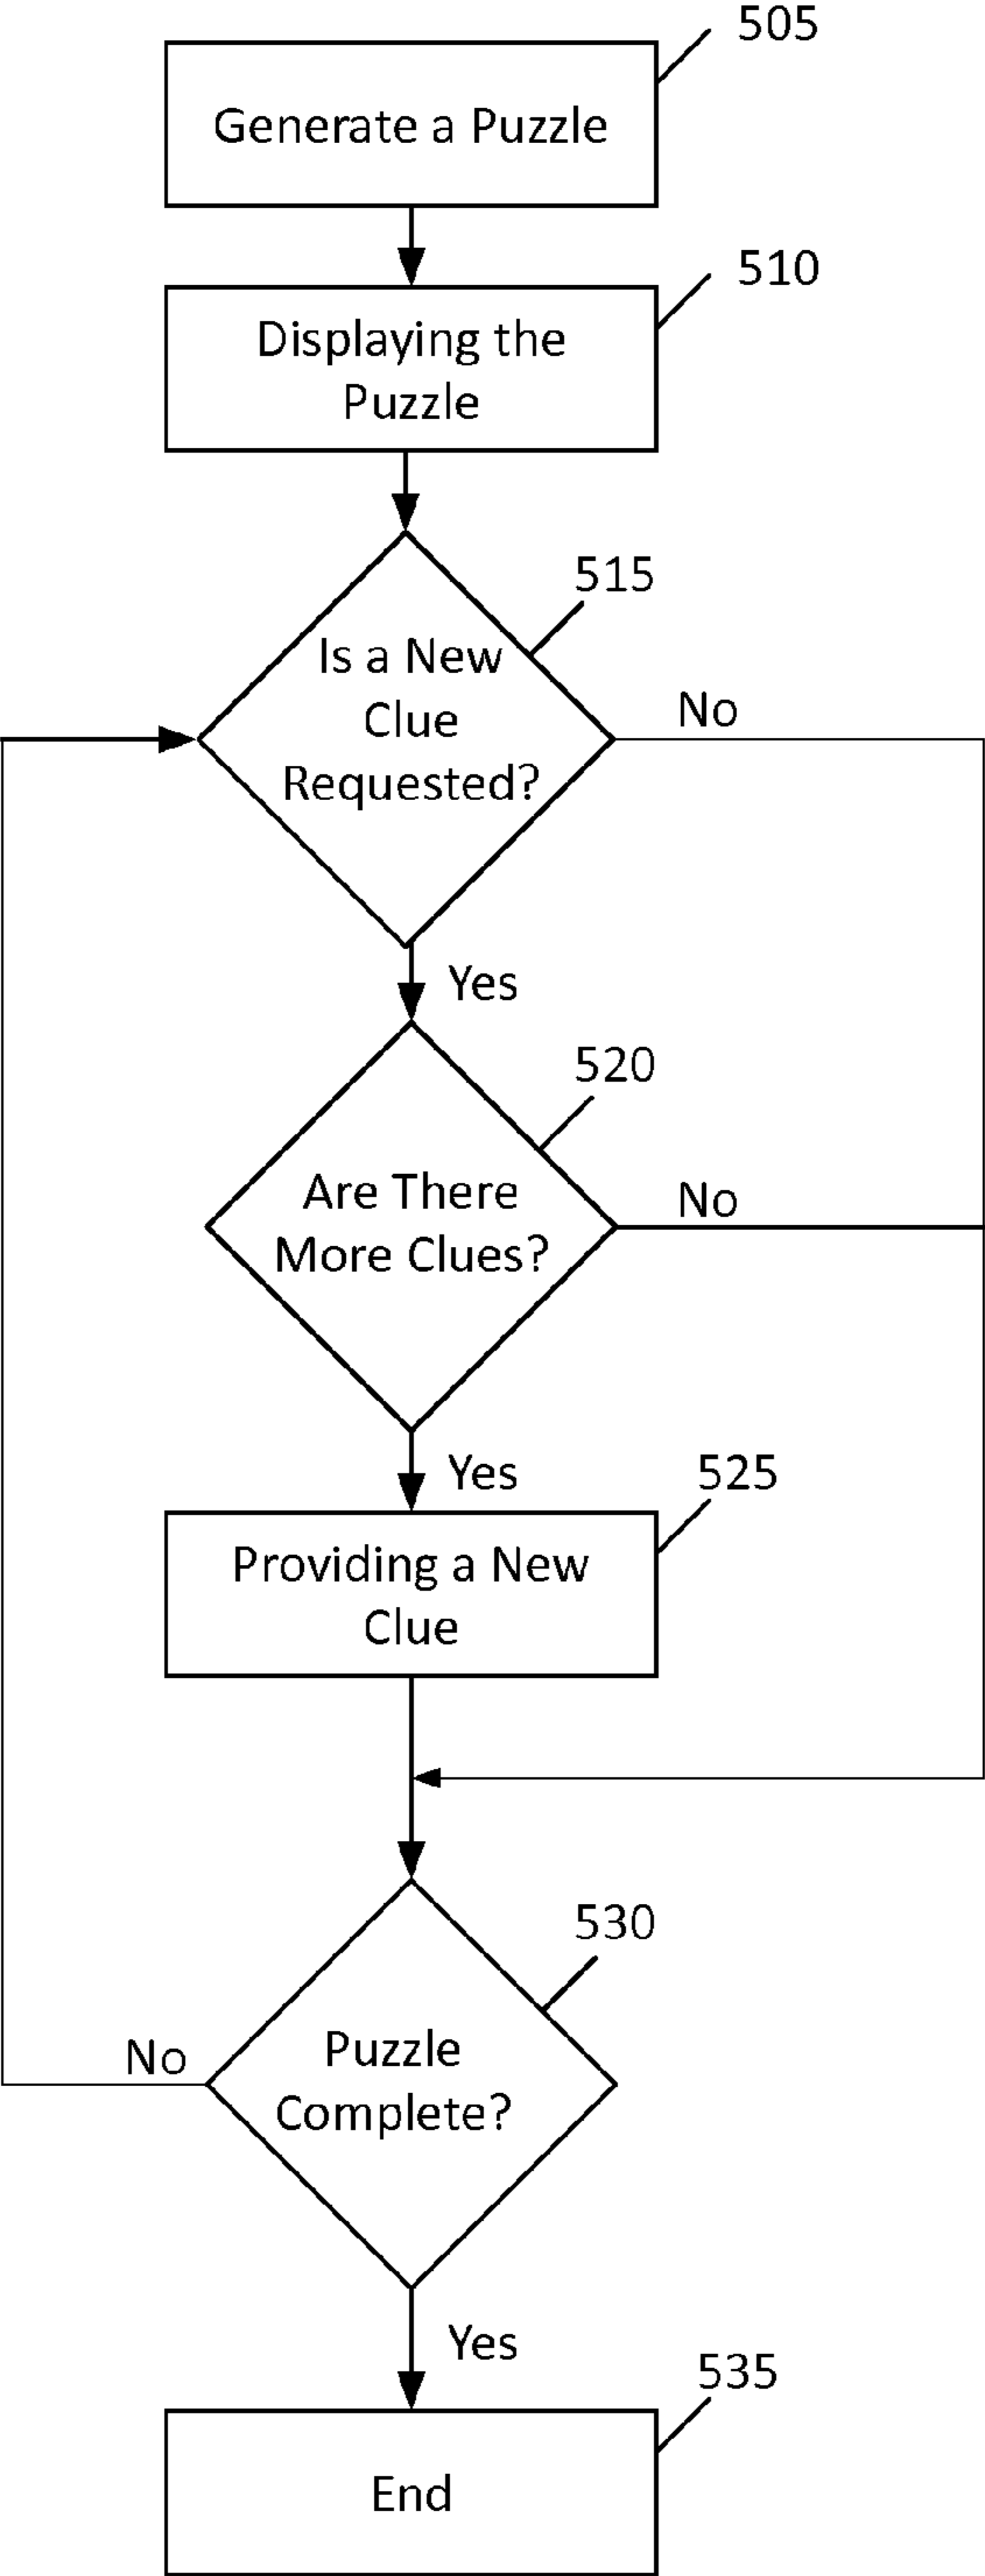 505
Generate a Puzzle
510
Displaying the
Puzzle
515
Is a New
Clue
Requested?
No
Yes
520
Are There
More Clues?
No
Yes
525
Providing a New
Clue
530
Puzzle
Complete?
No
Yes
535
End